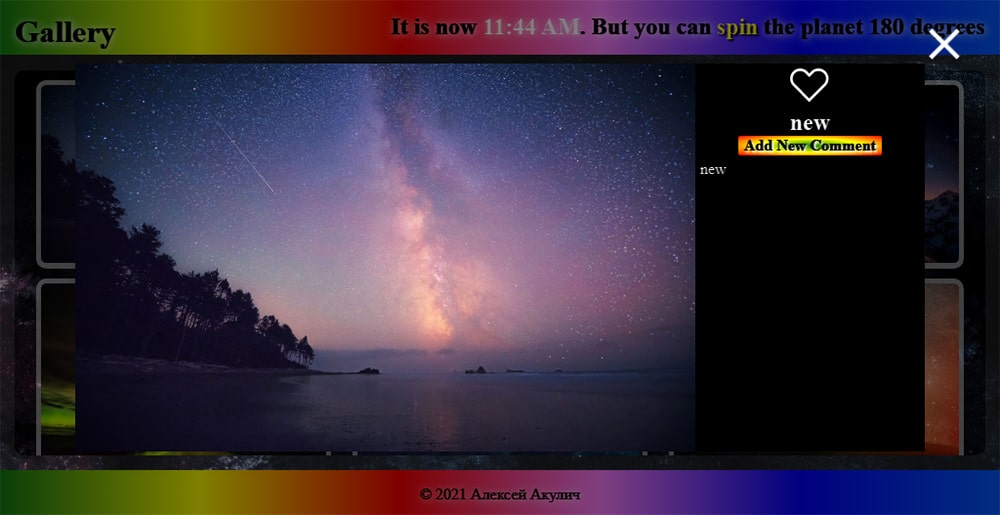 Gallery
It is now 11:44 AM. But you can spin the planet 180 degrees
new
Add New Comment
new
© 2021 Алексей Акулич